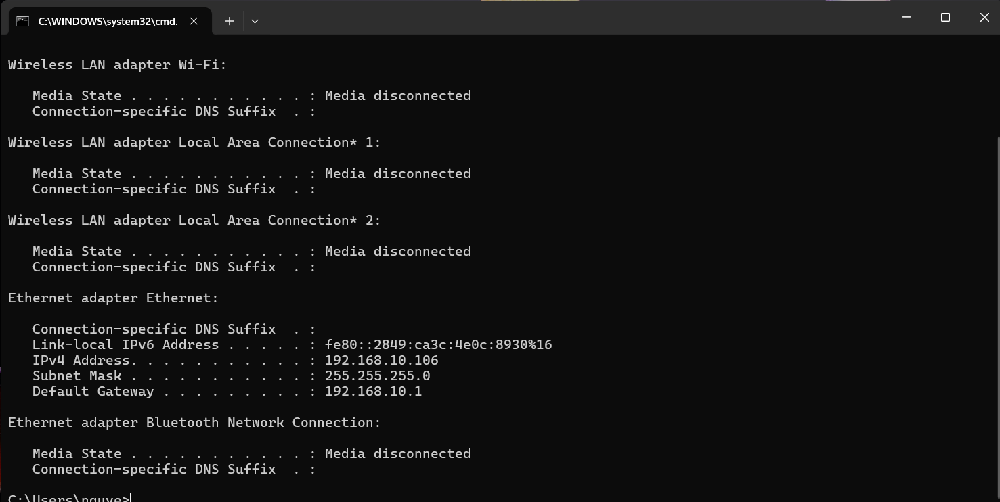 C:\WINDOWS\system32\cmd.
Wireless LAN adapter Wi-Fi:
Media State . . . . . . . . . . . : Media disconnected
Connection-specific DNS Suffix  . :
Wireless LAN adapter Local Area Connection* 1:
Media State . . . . . . . . . . . : Media disconnected
Connection-specific DNS Suffix  . :
Wireless LAN adapter Local Area Connection* 2:
Media State . . . . . . . . . . . : Media disconnected
Connection-specific DNS Suffix  . :
Ethernet adapter Ethernet:
Connection-specific DNS Suffix  . :
Link-local IPv6 Address . . . . . : fe80::2849:ca3c:4e0c:8930%16
IPv4 Address. . . . . . . . . . . : 192.168.10.106
Subnet Mask . . . . . . . . . . . : 255.255.255.0
Default Gateway . . . . . . . . . : 192.168.10.1
Ethernet adapter Bluetooth Network Connection:
Media State . . . . . . . . . . . : Media disconnected
Connection-specific DNS Suffix  . :
C:\Users\nguye>